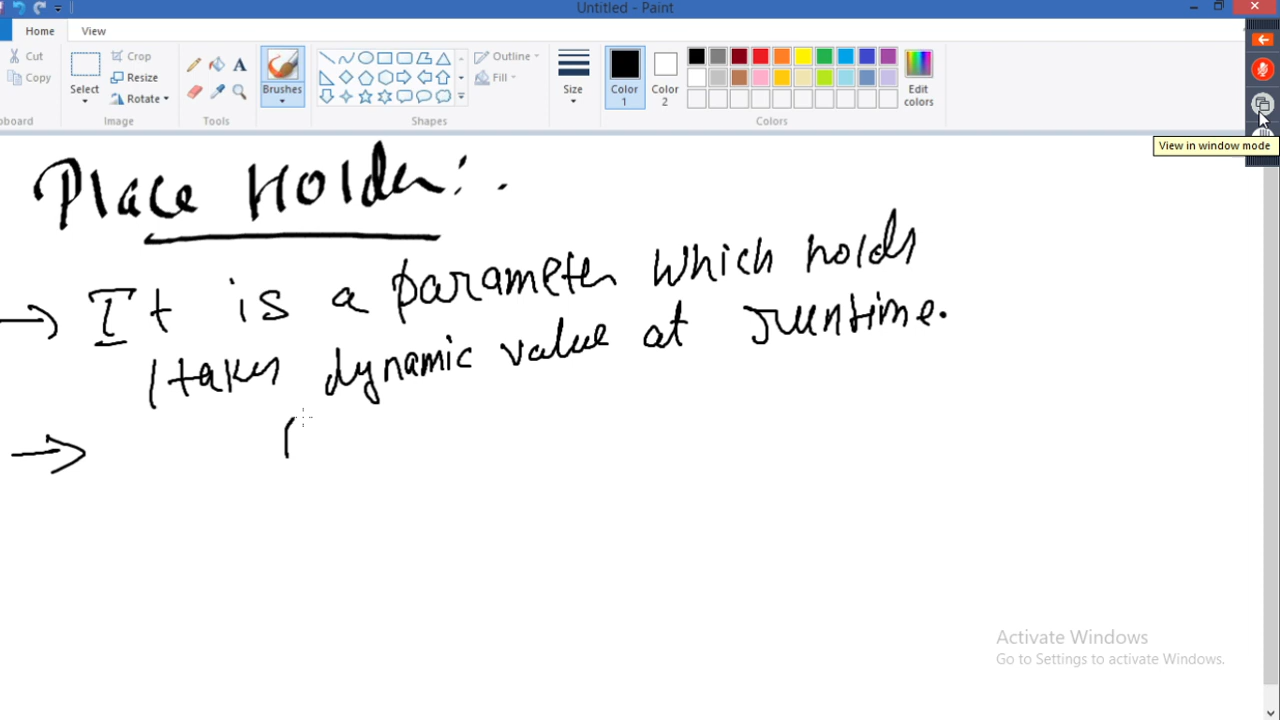 Untitled - Paint
Home View
Cut
Copy
Select
Crop
Resize
Rotate
Brushes
Outline
Fill
Size
Color 1
Color 2
Edit colors
board Image Tools Shapes Colors
View in window mode
Place Holder:.
→ It is a parameter which holds
/takes dynamic value at runtime.
→ (
Activate Windows
Go to Settings to activate Windows.